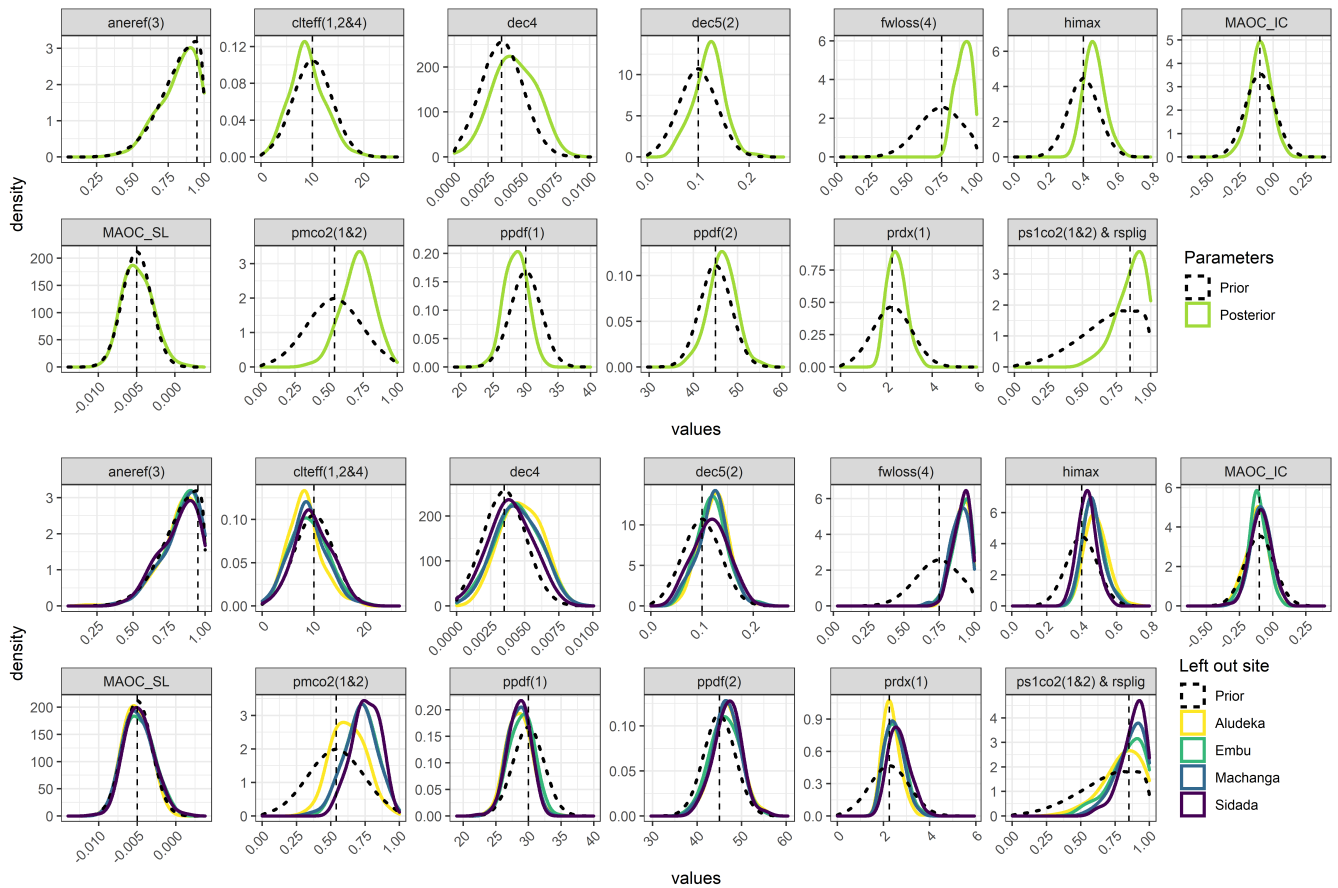 aneref(3) clteff(1,2&4) dec4 dec5(2) fwloss(4) himax MAOC_IC
3 2 1 0 0.12 0.08 0.04 0.00 200 100 0 10 5 0 6 4 2 0 6 4 2 0 5 4 3 2 1 0
0.25 0.50 0.75 1.00 0 10 20 0.0000 0.0025 0.0050 0.0075 0.0100 0.0 0.1 0.2 0.00 0.25 0.50 0.75 1.00 0.0 0.2 0.4 0.6 0.8 -0.50 -0.25 0.00 0.25
density
MAOC_SL pmco2(1&2) ppdf(1) ppdf(2) prdx(1) ps1co2(1&2) & rsplig
200 150 100 50 0 3 2 1 0 0.20 0.15 0.10 0.05 0.00 0.10 0.05 0.00 0.75 0.50 0.25 0.00 3 2 1 0
-0.010 -0.005 0.000 0.00 0.25 0.50 0.75 1.00 20 30 40 30 40 50 60 0 2 4 6 0.00 0.25 0.50 0.75 1.00
values
Parameters
Prior
Posterior
aneref(3) clteff(1,2&4) dec4 dec5(2) fwloss(4) himax MAOC_IC
3 2 1 0 0.10 0.05 0.00 200 100 0 10 5 0 6 4 2 0 6 4 2 0 6 4 2 0
0.25 0.50 0.75 1.00 0 10 20 0.0000 0.0025 0.0050 0.0075 0.0100 0.0 0.1 0.2 0.00 0.25 0.50 0.75 1.00 0.0 0.2 0.4 0.6 0.8 -0.50 -0.25 0.00 0.25
density
MAOC_SL pmco2(1&2) ppdf(1) ppdf(2) prdx(1) ps1co2(1&2) & rsplig
200 150 100 50 0 3 2 1 0 0.20 0.15 0.10 0.05 0.00 0.10 0.05 0.00 0.9 0.6 0.3 0.0 4 3 2 1 0
-0.010 -0.005 0.000 0.00 0.25 0.50 0.75 1.00 20 30 40 30 40 50 60 0 2 4 6 0.00 0.25 0.50 0.75 1.00
values
Left out site
Prior
Aludeka
Embu
Machanga
Sidada